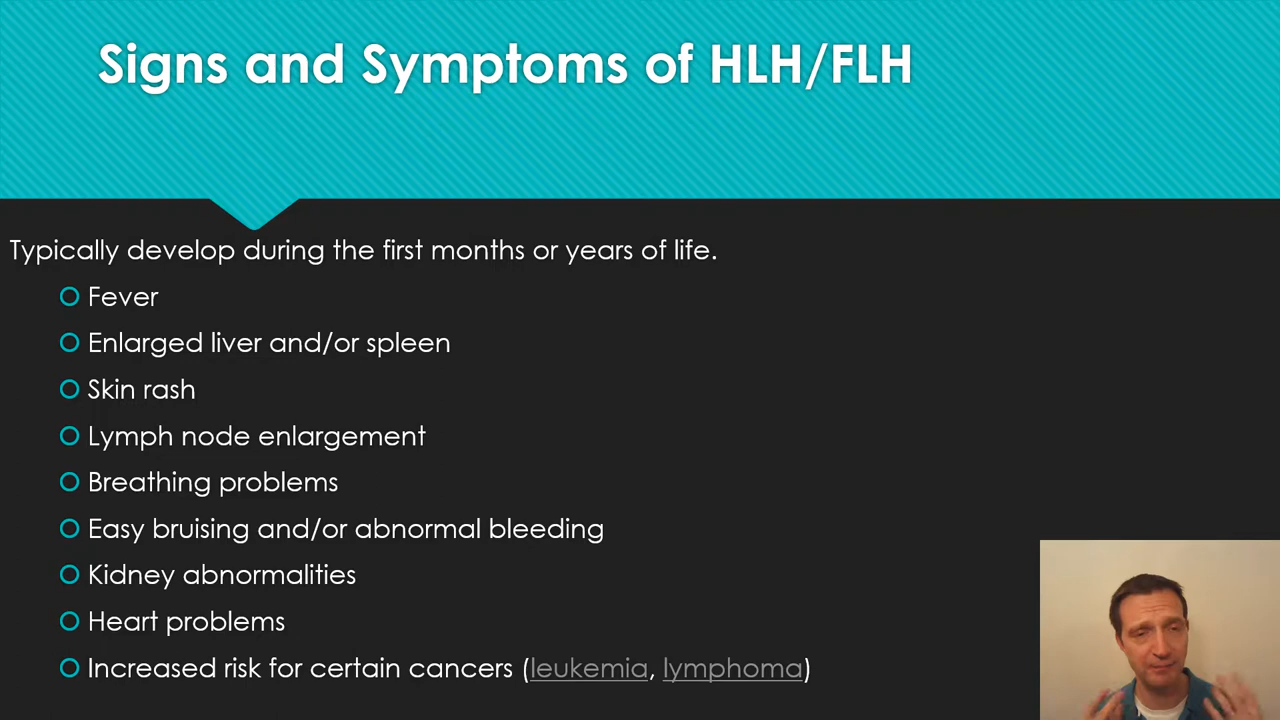 Signs and Symptoms of HLH/FLH
Typically develop during the first months or years of life.
Fever
Enlarged liver and/or spleen
Skin rash
Lymph node enlargement
Breathing problems
Easy bruising and/or abnormal bleeding
Kidney abnormalities
Heart problems
Increased risk for certain cancers (leukemia, lymphoma)